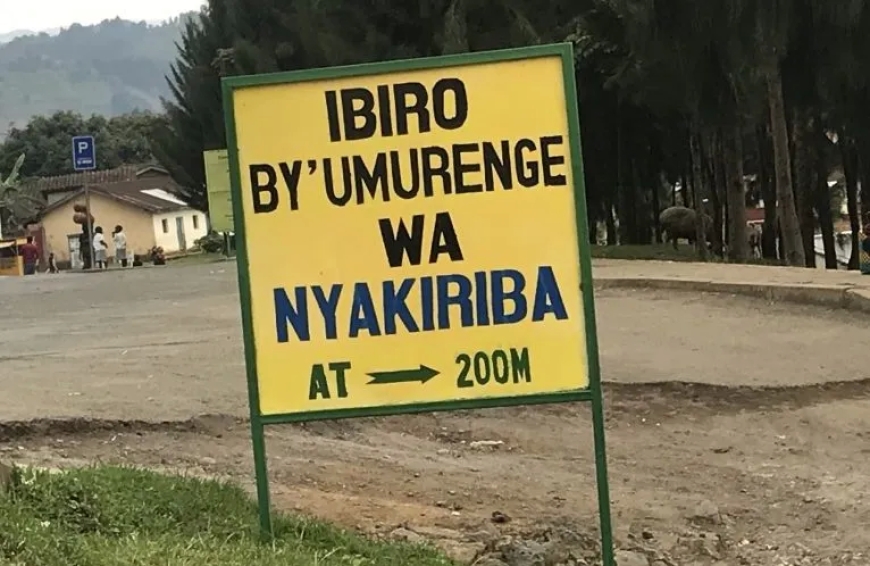 IBIRO
BY'UMURENGE
WA
NYAKIRIBA
AT → 200M
P